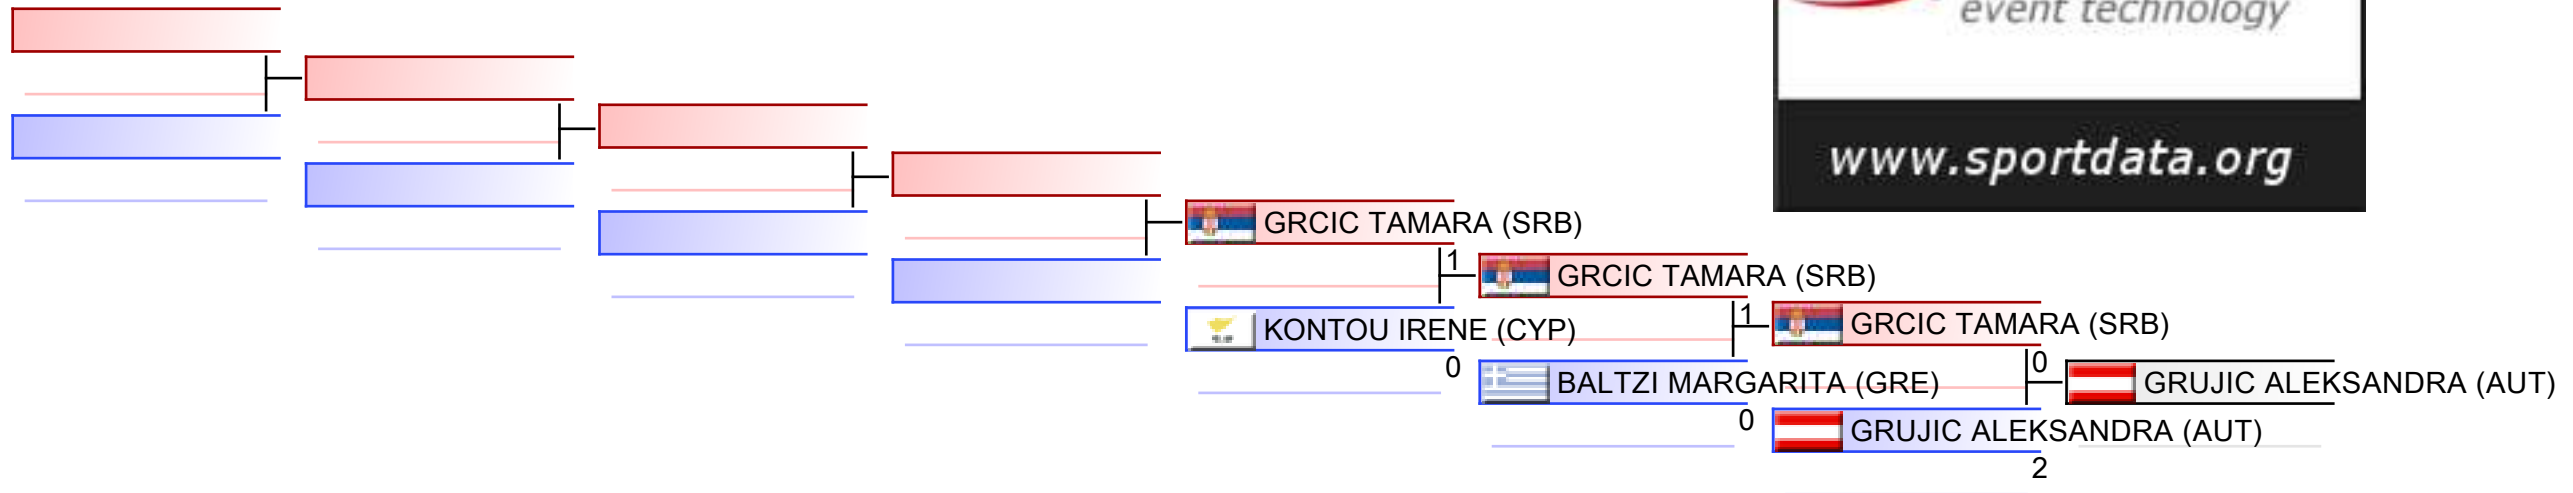 event technology
www.sportdata.org
GRCIC TAMARA (SRB)
1
GRCIC TAMARA (SRB)
KONTOU IRENE (CYP)
0
1
GRCIC TAMARA (SRB)
BALTZI MARGARITA (GRE)
0
0
GRUJIC ALEKSANDRA (AUT)
GRUJIC ALEKSANDRA (AUT)
2